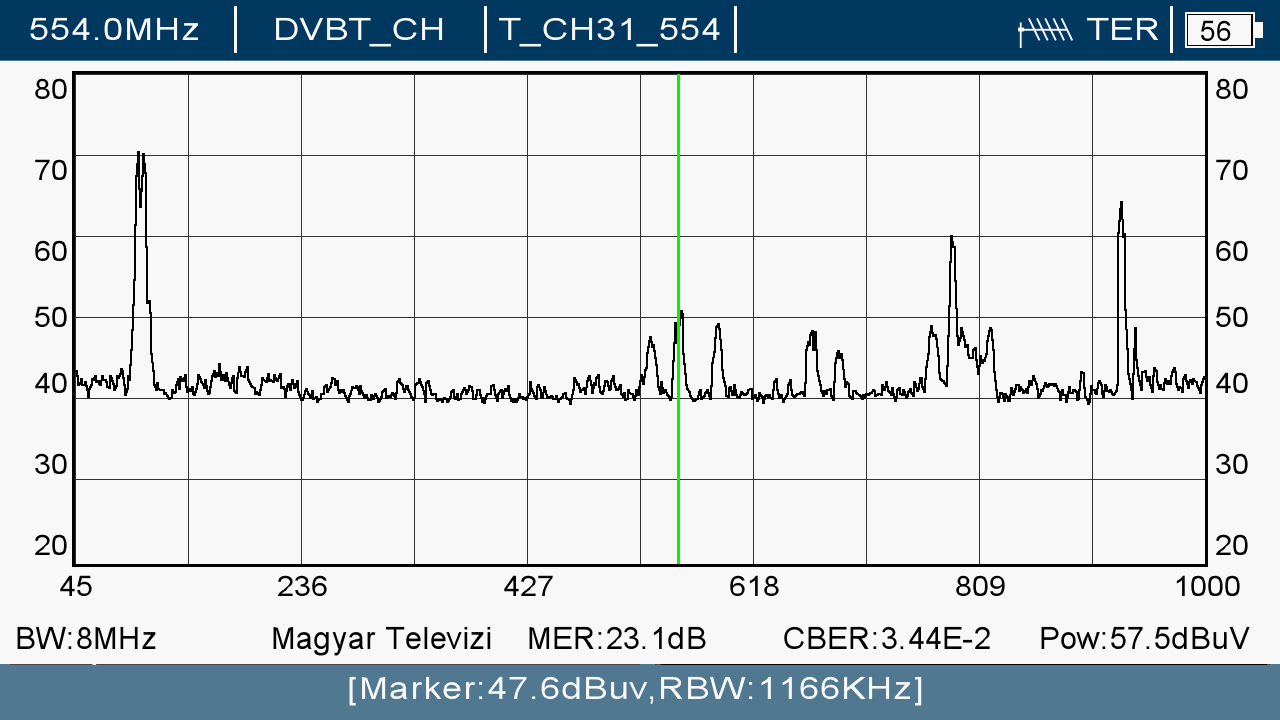 554.0MHz DVBT_CH T_CH31_554 TER 56
80 80
70 70
60 60
50 50
40 40
30 30
20 20
45 236 427 618 809 1000
BW:8MHz Magyar Televizi MER:23.1dB CBER:3.44E-2 Pow:57.5dBuV
[Marker:47.6dBuv,RBW:1166KHz]